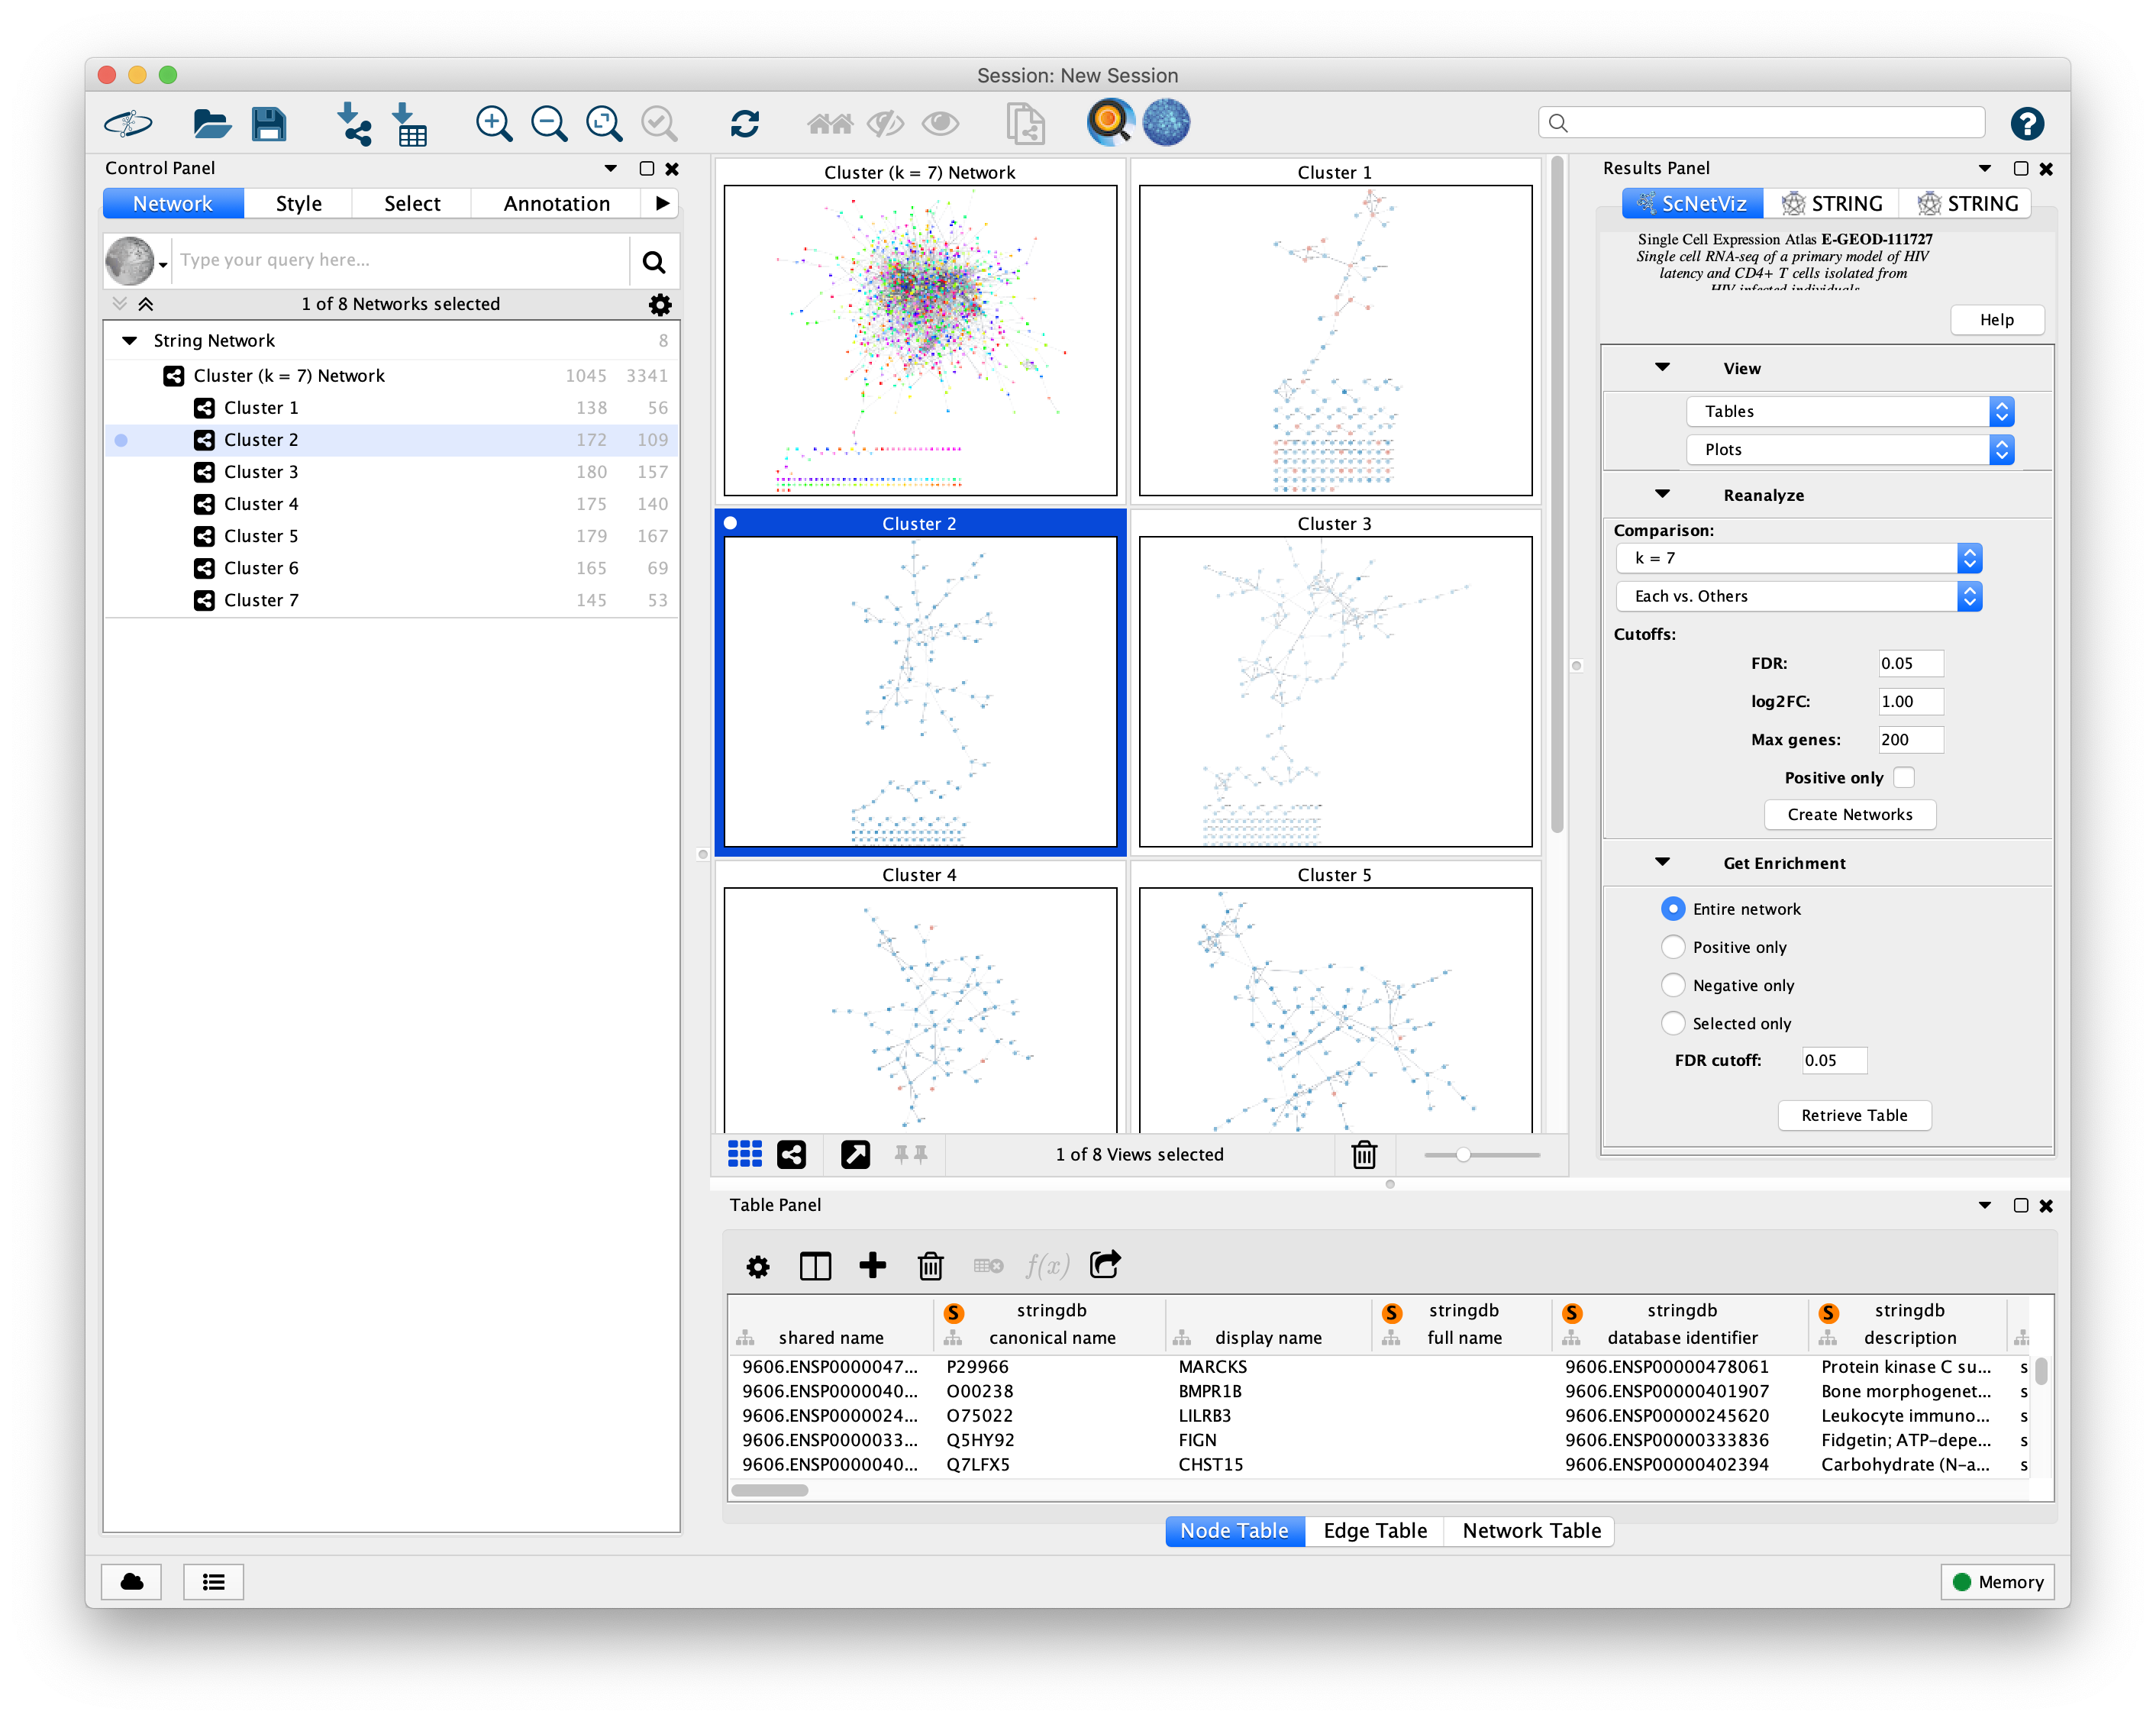 Session: New Session
Control Panel
Network Style Select Annotation
Type your query here...
1 of 8 Networks selected
String Network 8
Cluster (k = 7) Network 1045 3341
Cluster 1 138 56
Cluster 2 172 109
Cluster 3 180 157
Cluster 4 175 140
Cluster 5 179 167
Cluster 6 165 69
Cluster 7 145 53
Cluster (k = 7) Network
Cluster 1
Cluster 2
Cluster 3
Cluster 4
Cluster 5
1 of 8 Views selected
Results Panel
ScNetViz STRING STRING
Single Cell Expression Atlas E-GEOD-111727
Single cell RNA-seq of a primary model of HIV
latency and CD4+ T cells isolated from
HIV infected individuals
Help
View
Tables
Plots
Reanalyze
Comparison:
k = 7
Each vs. Others
Cutoffs:
FDR: 0.05
log2FC: 1.00
Max genes: 200
Positive only
Create Networks
Get Enrichment
Entire network
Positive only
Negative only
Selected only
FDR cutoff: 0.05
Retrieve Table
Table Panel
f(x)
S stringdb S stringdb S stringdb S stringdb
shared name canonical name display name full name database identifier description
9606.ENSP0000047... P29966 MARCKS 9606.ENSP00000478061 Protein kinase C su... s
9606.ENSP0000040... O00238 BMPR1B 9606.ENSP00000401907 Bone morphogenet... s
9606.ENSP0000024... O75022 LILRB3 9606.ENSP00000245620 Leukocyte immuno... s
9606.ENSP0000033... Q5HY92 FIGN 9606.ENSP00000333836 Fidgetin; ATP-depe... s
9606.ENSP0000040... Q7LFX5 CHST15 9606.ENSP00000402394 Carbohydrate (N-a... s
Node Table Edge Table Network Table
Memory